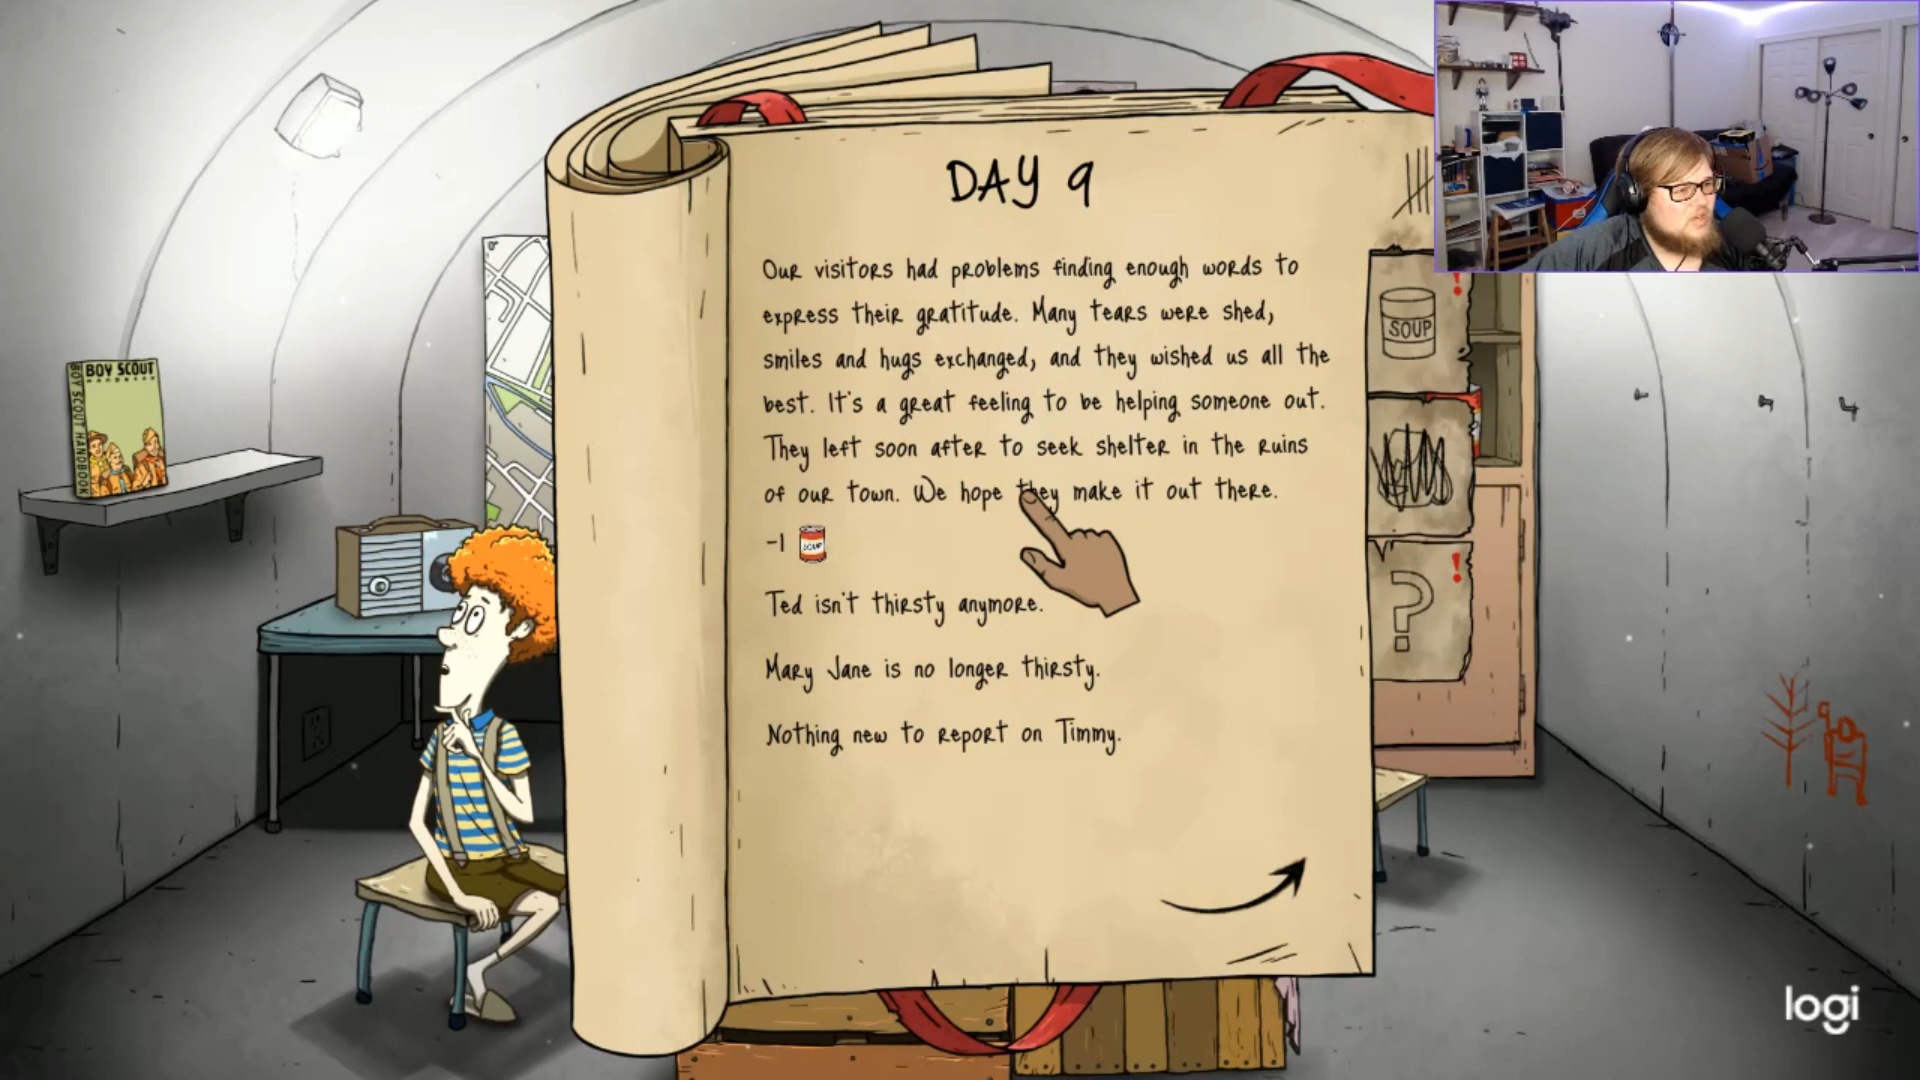 DAY 9
Our visitors had problems finding enough words to
express their gratitude. Many tears were shed,
smiles and hugs exchanged, and they wished us all the
best. It's a great feeling to be helping someone out.
They left soon after to seek shelter in the ruins
of our town. We hope they make it out there.
-1 SOUP
Ted isn't thirsty anymore.
Mary Jane is no longer thirsty.
Nothing new to report on Timmy.
BOY SCOUT
BOY SCOUT HANDBOOK
SOUP
!
?
!
logi